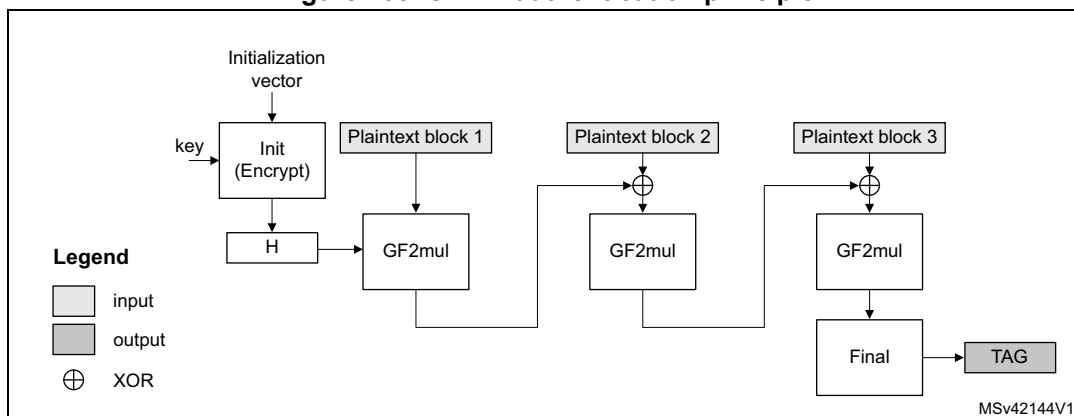 Initialization
vector
key
Init
(Encrypt)
Plaintext block 1
Plaintext block 2
Plaintext block 3
H
GF2mul
GF2mul
GF2mul
Legend
input
output
XOR
Final
TAG
MSv42144V1